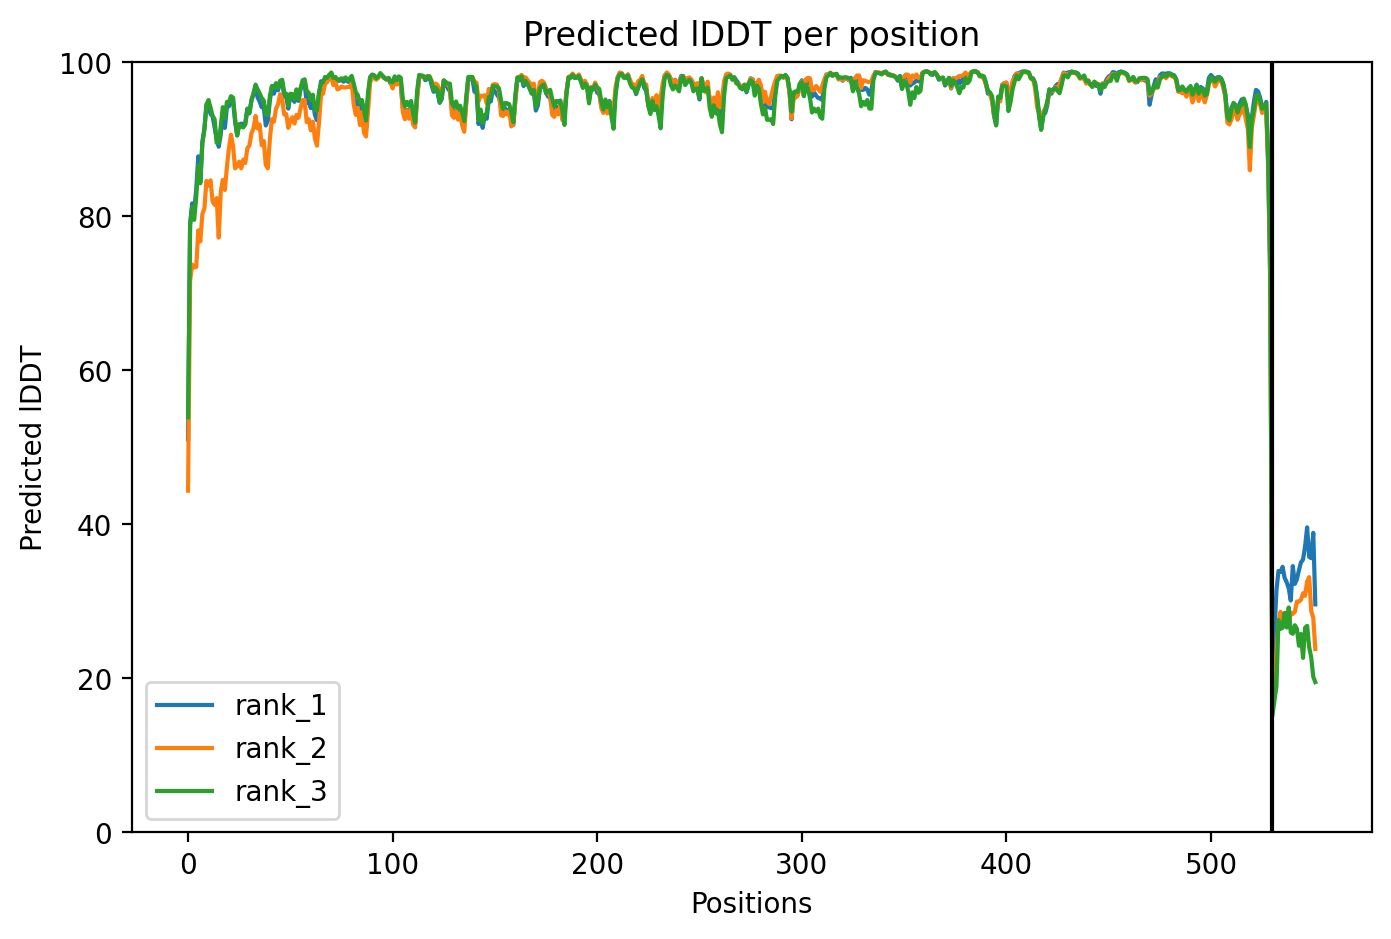 Predicted lDDT per position
100
80
60
40
20
0
Predicted lDDT
rank_1
rank_2
rank_3
0 100 200 300 400 500
Positions